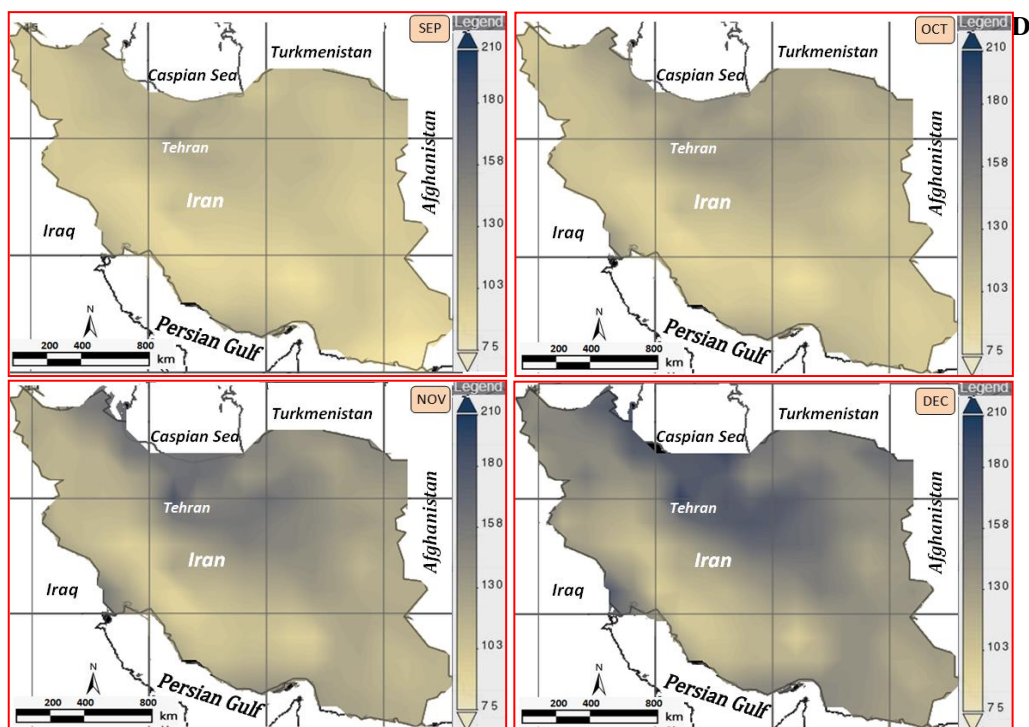 SEP
Legend
210
180
158
130
103
75
Turkmenistan
Caspian Sea
Tehran
Iran
Afghanistan
Iraq
N
Persian Gulf
200 400 800
km
OCT
Legend
D
210
180
158
130
103
75
Turkmenistan
Caspian Sea
Tehran
Iran
Afghanistan
Iraq
N
Persian Gulf
200 400 800
km
NOV
Legend
210
180
158
130
103
75
Turkmenistan
Caspian Sea
Tehran
Iran
Afghanistan
Iraq
N
Persian Gulf
200 400 800
km
DEC
Legend
210
180
158
130
103
75
Turkmenistan
Caspian Sea
Tehran
Iran
Afghanistan
Iraq
N
Persian Gulf
200 400 800
km